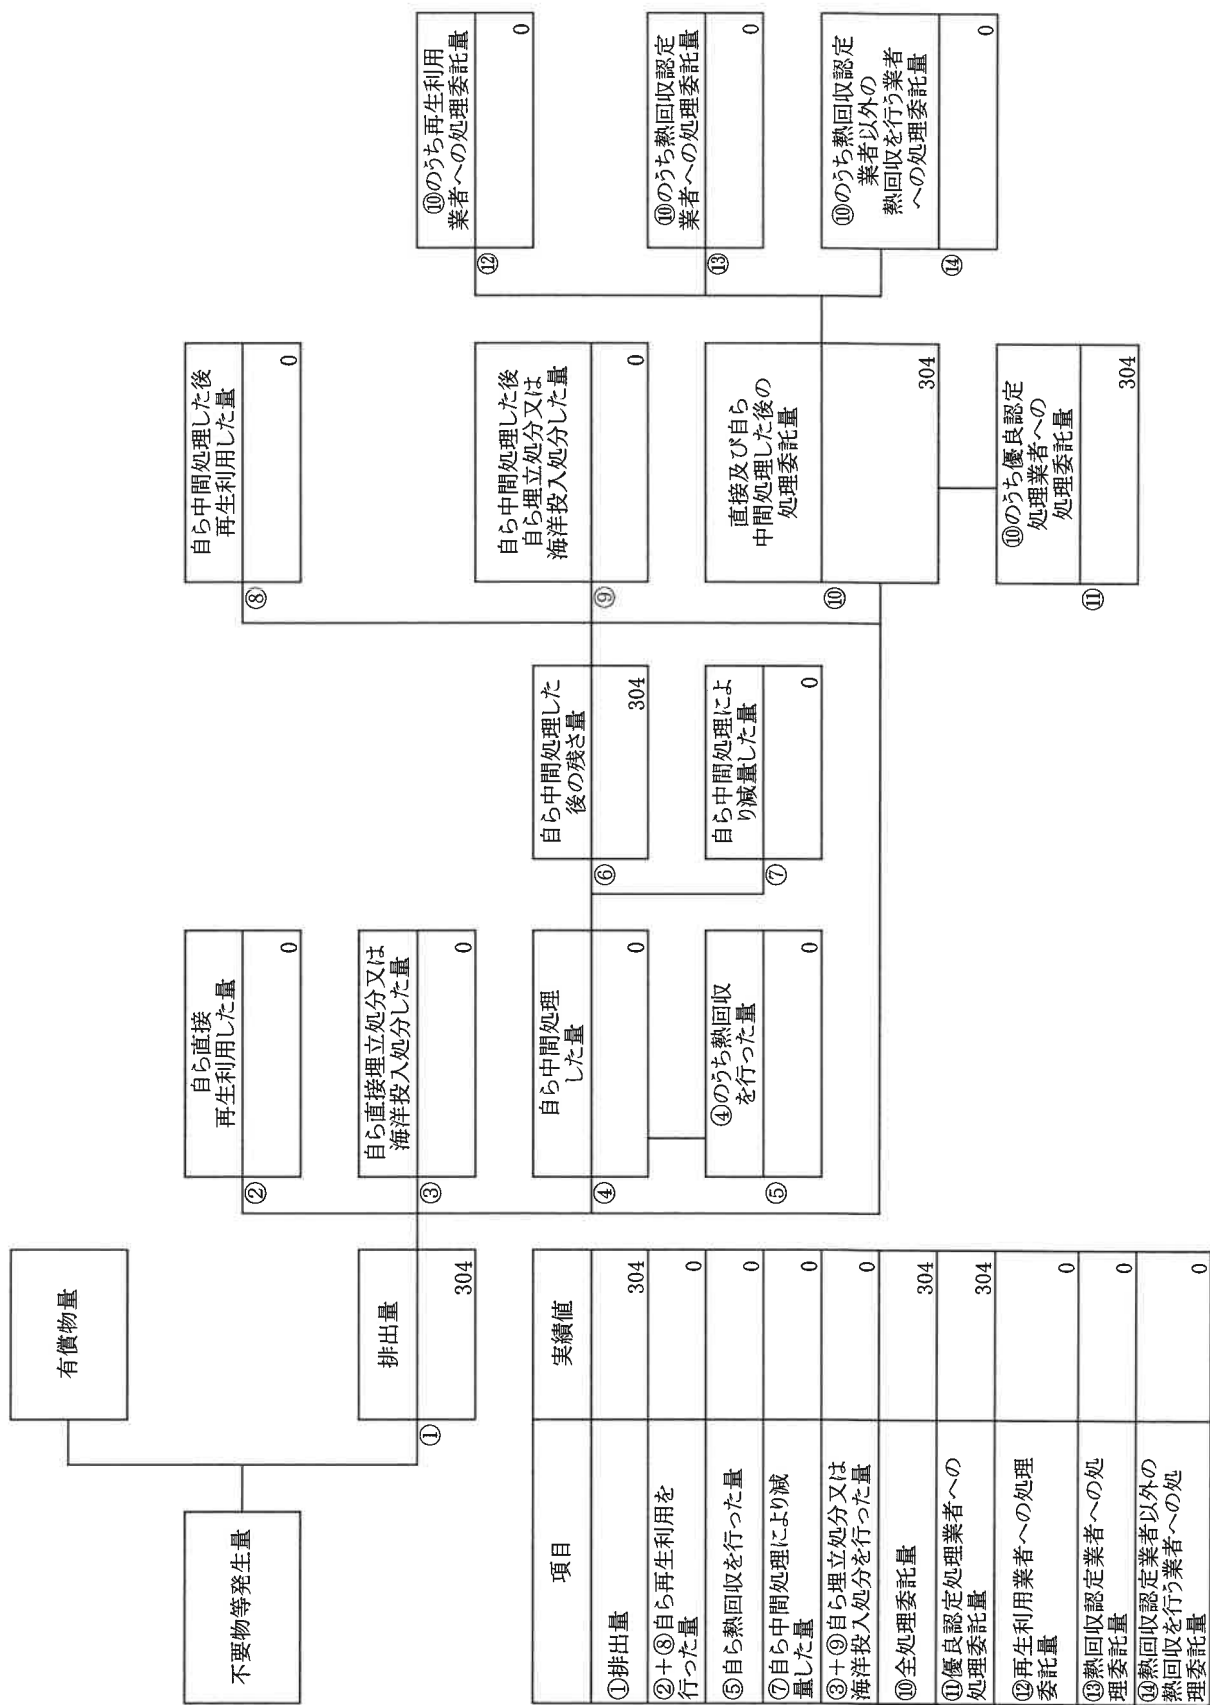 不要物等発生量
有償物量
排出量
①
304
自ら直接
再生利用した量
②
0
自ら直接埋立処分又は
海洋投入処分した量
③
0
自ら中間処理
した量
④
0
④のうち熱回収
を行った量
⑤
0
自ら中間処理した
後の残さ量
⑥
304
自ら中間処理によ
り減量した量
⑦
0
自ら中間処理した後
再生利用した量
⑧
0
自ら中間処理した後
自ら埋立処分又は
海洋投入処分した量
⑨
0
直接及び自ら
中間処理した後の
処理委託量
⑩
304
⑩のうち優良認定
処理業者への
処理委託量
⑪
304
⑩のうち再生利用
業者への処理委託量
⑫
0
⑩のうち熱回収認定
業者への処理委託量
⑬
0
⑩のうち熱回収認定
業者以外の
熱回収を行う業者
への処理委託量
⑭
0
項目 実績値
①排出量 304
②+⑧自ら再生利用を
行った量 0
⑤自ら熱回収を行った量 0
⑦自ら中間処理により減
量した量 0
③+⑨自ら埋立処分又は
海洋投入処分を行った量 0
⑩全処理委託量 304
⑪優良認定処理業者への
処理委託量 304
⑫再生利用業者への処理
委託量 0
⑬熱回収認定業者への処
理委託量 0
⑭熱回収認定業者以外の
熱回収を行う業者への処
理委託量 0